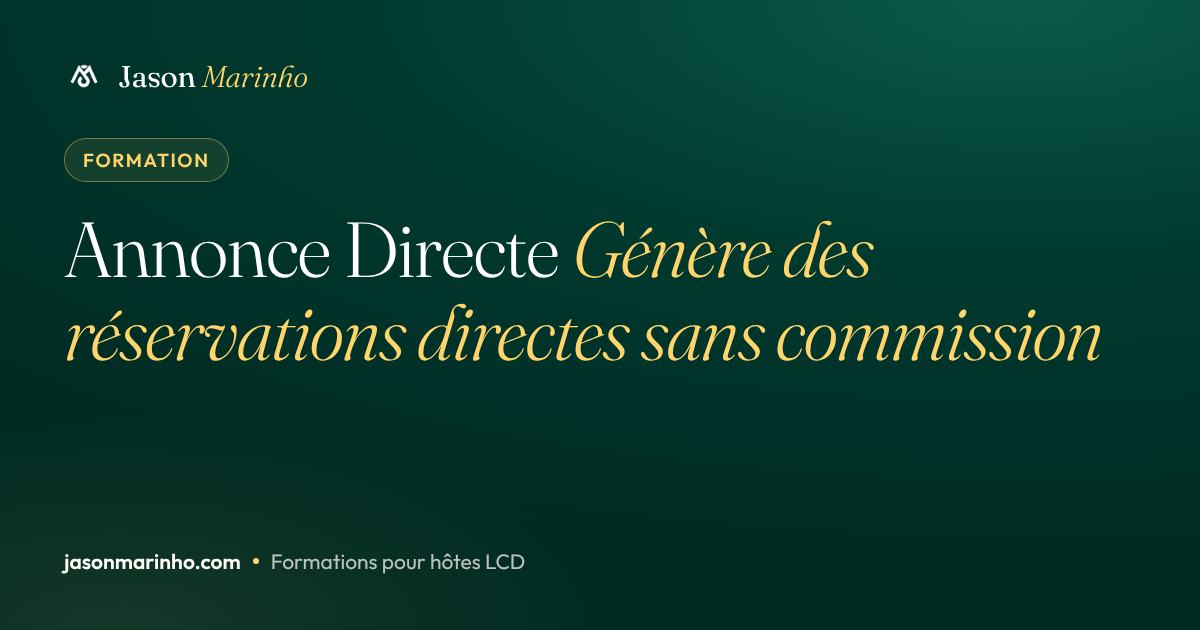 Jason Marinho
FORMATION
Annonce Directe Génère des
réservations directes sans commission
jasonmarinho.com • Formations pour hôtes LCD